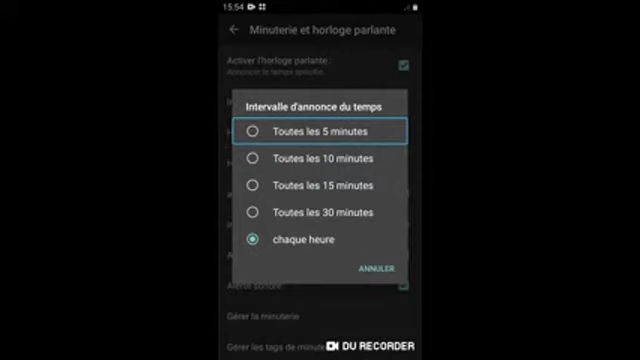 15:54
Minuterie et horloge parlante
Activer l'horloge parlante :
Annoncer le temps spécifié.
Intervalle d'annonce du temps
Toutes les 5 minutes
Toutes les 10 minutes
Toutes les 15 minutes
Toutes les 30 minutes
chaque heure
ANNULER
Alerte sonore:
Gérer la minuterie
Gérer les tags de minute
DU RECORDER